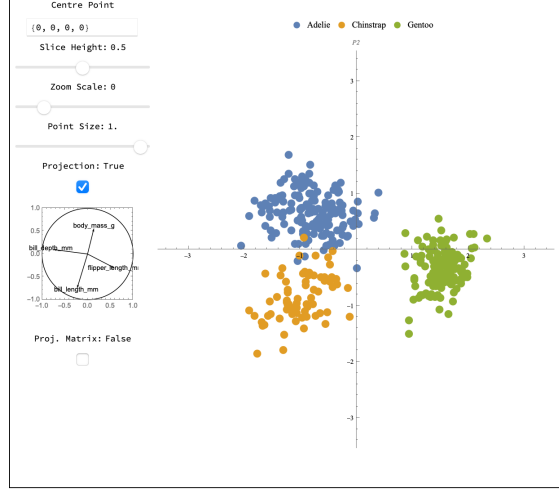 Centre Point
{0, 0, 0, 0}
Slice Height: 0.5
Zoom Scale: 0
Point Size: 1.
Projection: True
1.0
0.5
0.0
-0.5
-1.0
body_mass_g
bill_depth_mm
flipper_length_m
bill_length_mm
-1.0 -0.5 0.0 0.5 1.0
Proj. Matrix: False
Adelie Chinstrap Gentoo
P2
3
2
1
-3 -2 -1 1 2 3
-1
-2
-3